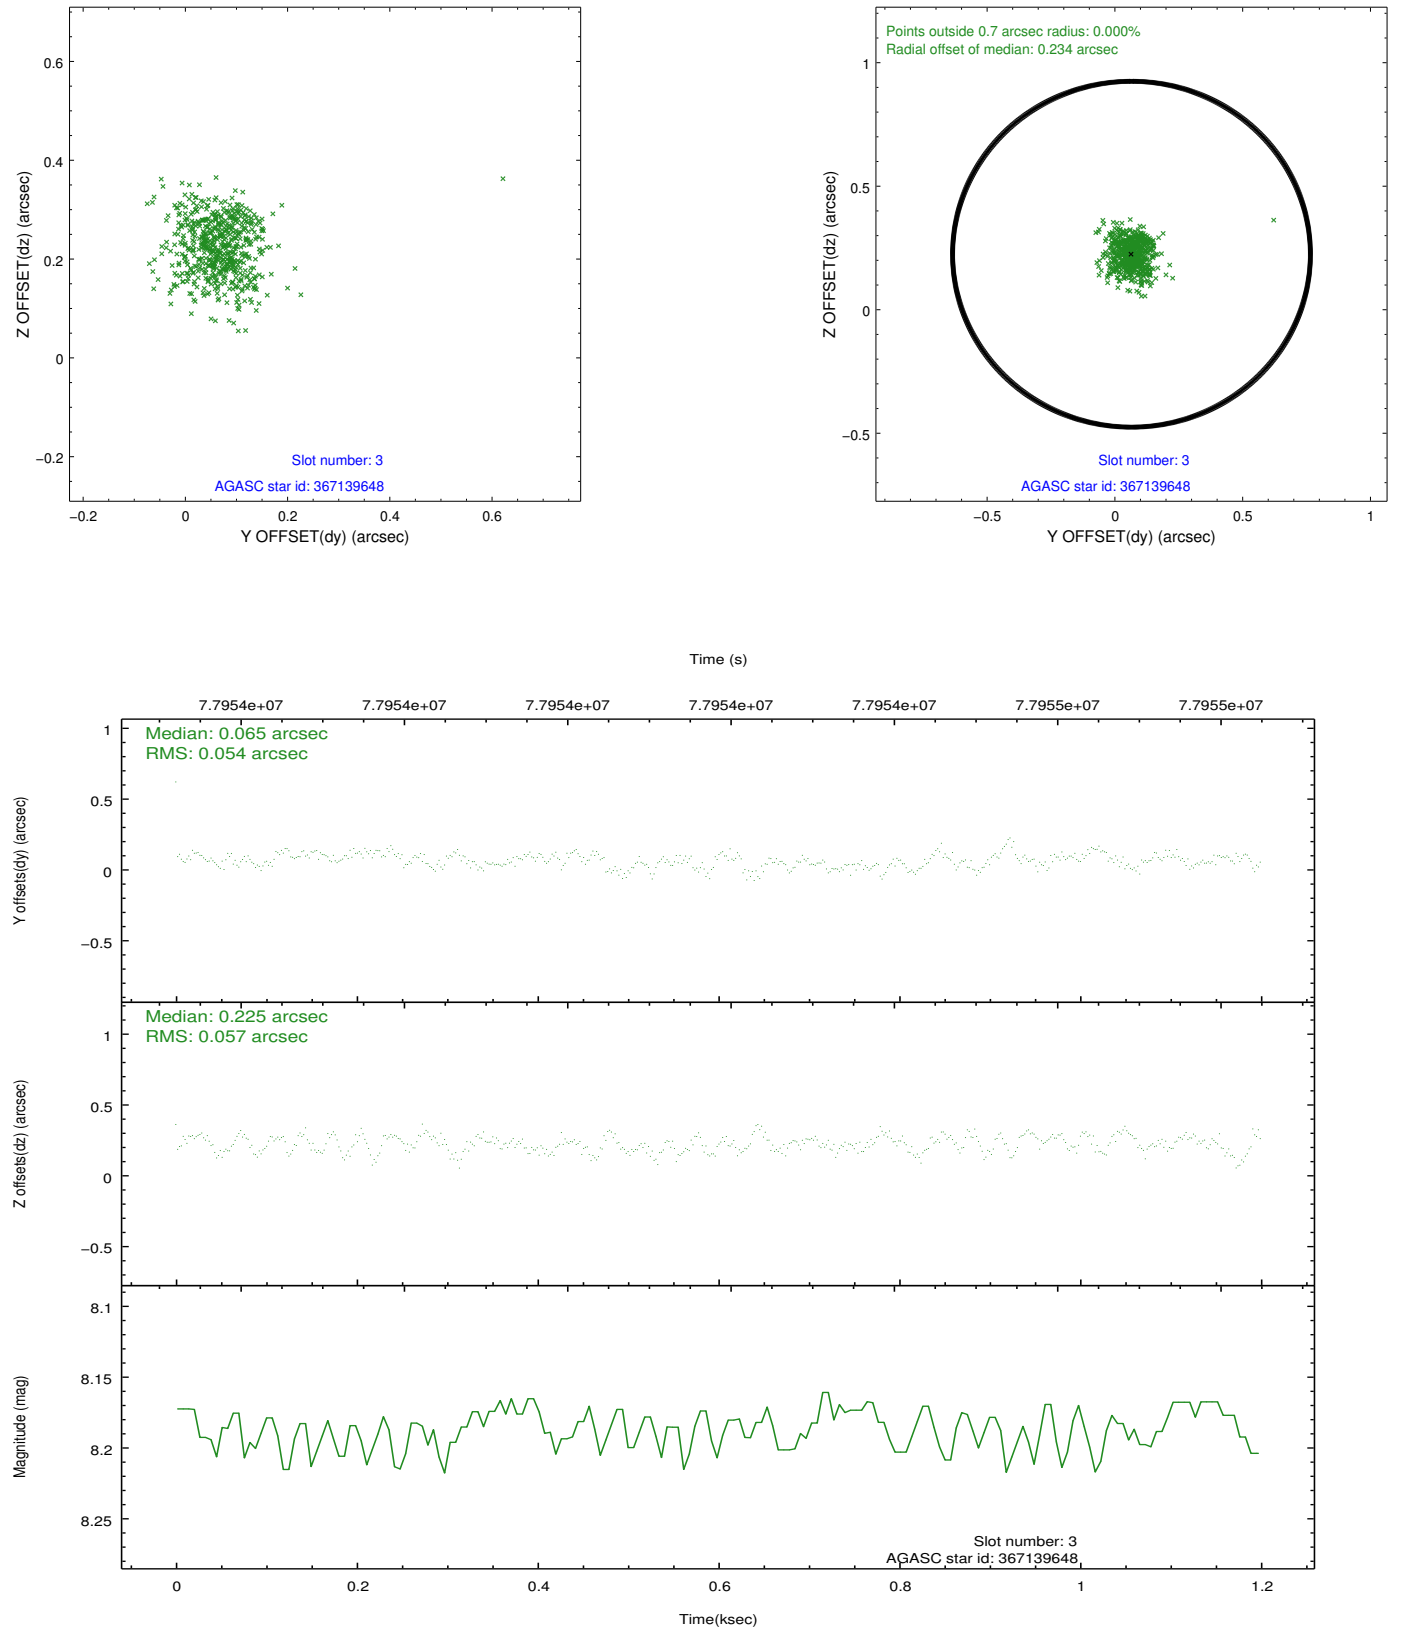 0.6
0.4
0.2
0
−0.2
−0.2
0
0.2
0.4
0.6
Z OFFSET(dz) (arcsec)
Y OFFSET(dy) (arcsec)
Slot number: 3
AGASC star id: 367139648
Points outside 0.7 arcsec radius: 0.000%
Radial offset of median: 0.234 arcsec
1
0.5
0
−0.5
−0.5
0
0.5
1
Z OFFSET(dz) (arcsec)
Y OFFSET(dy) (arcsec)
Slot number: 3
AGASC star id: 367139648
Time (s)
7.7954e+07
7.7954e+07
7.7954e+07
7.7954e+07
7.7954e+07
7.7955e+07
7.7955e+07
Median: 0.065 arcsec
RMS: 0.054 arcsec
1
0.5
0
−0.5
Y offsets(dy) (arcsec)
Median: 0.225 arcsec
RMS: 0.057 arcsec
1
0.5
0
−0.5
Z offsets(dz) (arcsec)
8.1
8.15
8.2
8.25
Magnitude (mag)
Slot number: 3
AGASC star id: 367139648
0
0.2
0.4
0.6
0.8
1
1.2
Time(ksec)